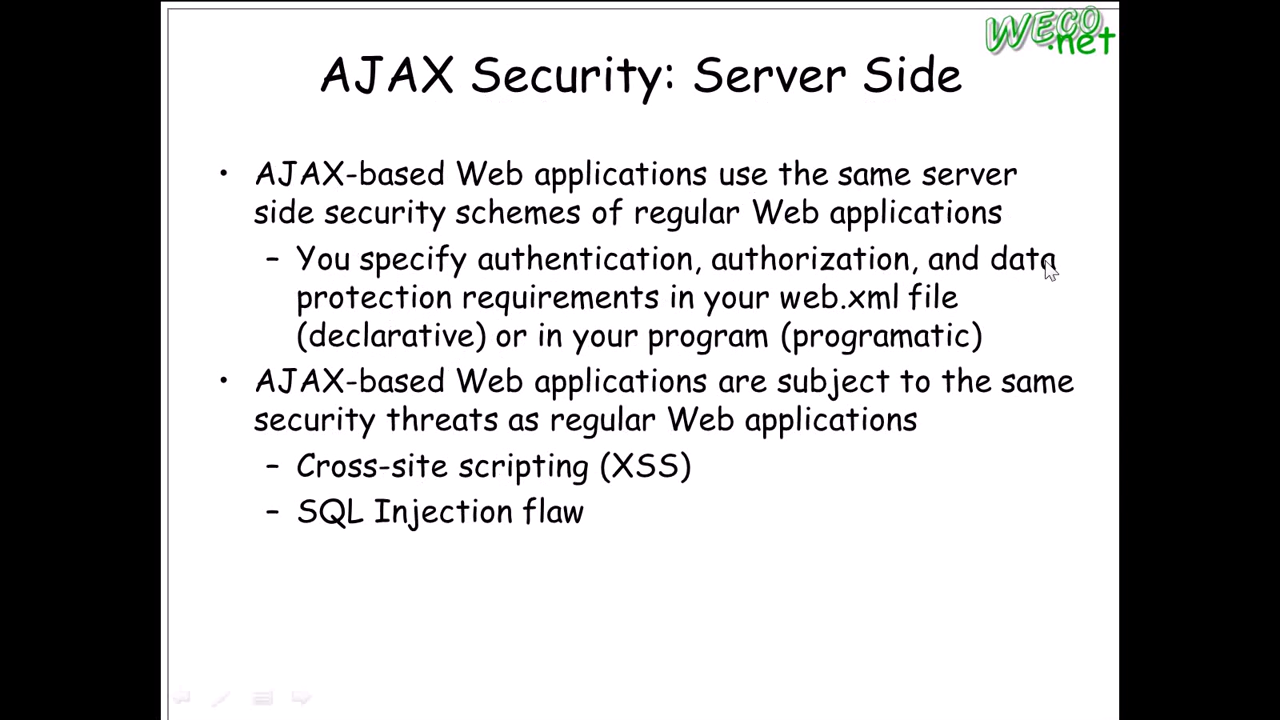 WECO
.net
AJAX Security: Server Side
• AJAX-based Web applications use the same server
side security schemes of regular Web applications
– You specify authentication, authorization, and data
protection requirements in your web.xml file
(declarative) or in your program (programatic)
• AJAX-based Web applications are subject to the same
security threats as regular Web applications
– Cross-site scripting (XSS)
– SQL Injection flaw